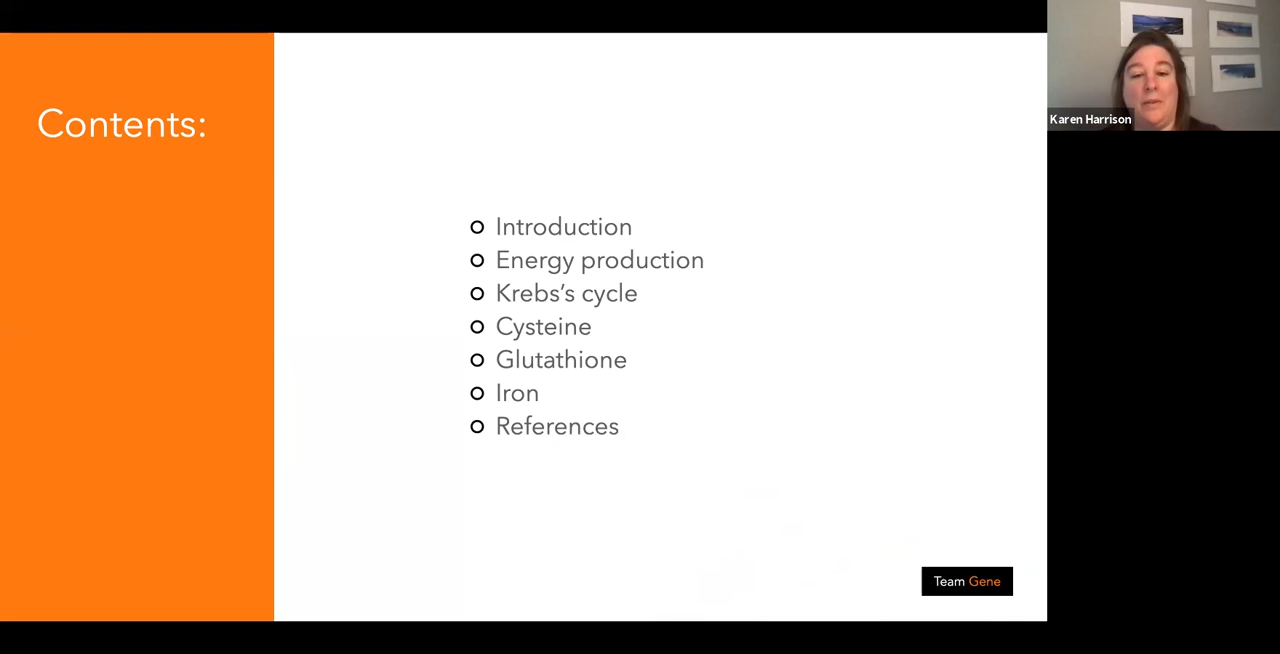 Contents:
Introduction
Energy production
Krebs’s cycle
Cysteine
Glutathione
Iron
References
Team Gene
Karen Harrison